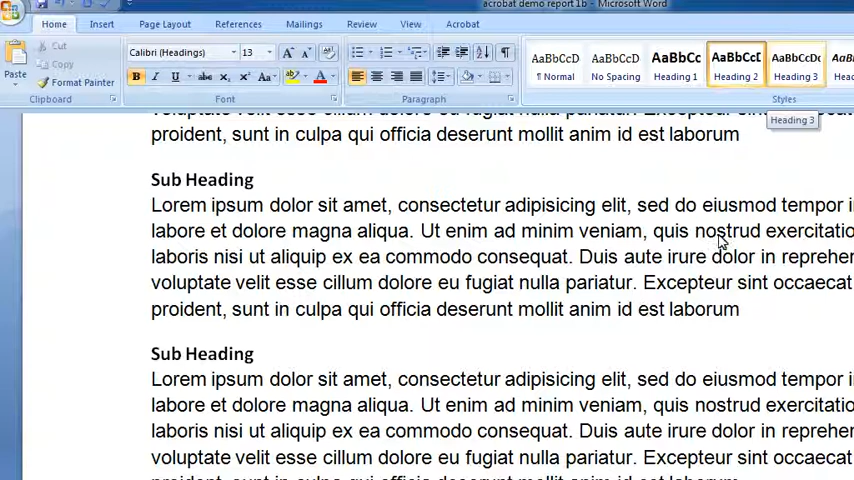 acrobat demo report 1b - Microsoft Word
Home Insert Page Layout References Mailings Review View Acrobat
Paste
Cut
Copy
Format Painter
Clipboard
Calibri (Headings) 13
B I U abc x₂ x² Aa
Font
Paragraph
AaBbCcD AaBbCcD AaBbCc AaBbCcD AaBbCcD
¶ Normal No Spacing Heading 1 Heading 2 Heading 3
Styles
Heading 3
voluptate velit esse cillum dolore eu fugiat nulla pariatur. Excepteur sint occaecat
proident, sunt in culpa qui officia deserunt mollit anim id est laborum
Sub Heading
Lorem ipsum dolor sit amet, consectetur adipisicing elit, sed do eiusmod tempor i
labore et dolore magna aliqua. Ut enim ad minim veniam, quis nostrud exercitatio
laboris nisi ut aliquip ex ea commodo consequat. Duis aute irure dolor in reprehe
voluptate velit esse cillum dolore eu fugiat nulla pariatur. Excepteur sint occaecat
proident, sunt in culpa qui officia deserunt mollit anim id est laborum
Sub Heading
Lorem ipsum dolor sit amet, consectetur adipisicing elit, sed do eiusmod tempor i
labore et dolore magna aliqua. Ut enim ad minim veniam, quis nostrud exercitatio
laboris nisi ut aliquip ex ea commodo consequat. Duis aute irure dolor in reprehe
voluptate velit esse cillum dolore eu fugiat nulla pariatur. Excepteur sint occaecat
proident, sunt in culpa qui officia deserunt mollit anim id est laborum